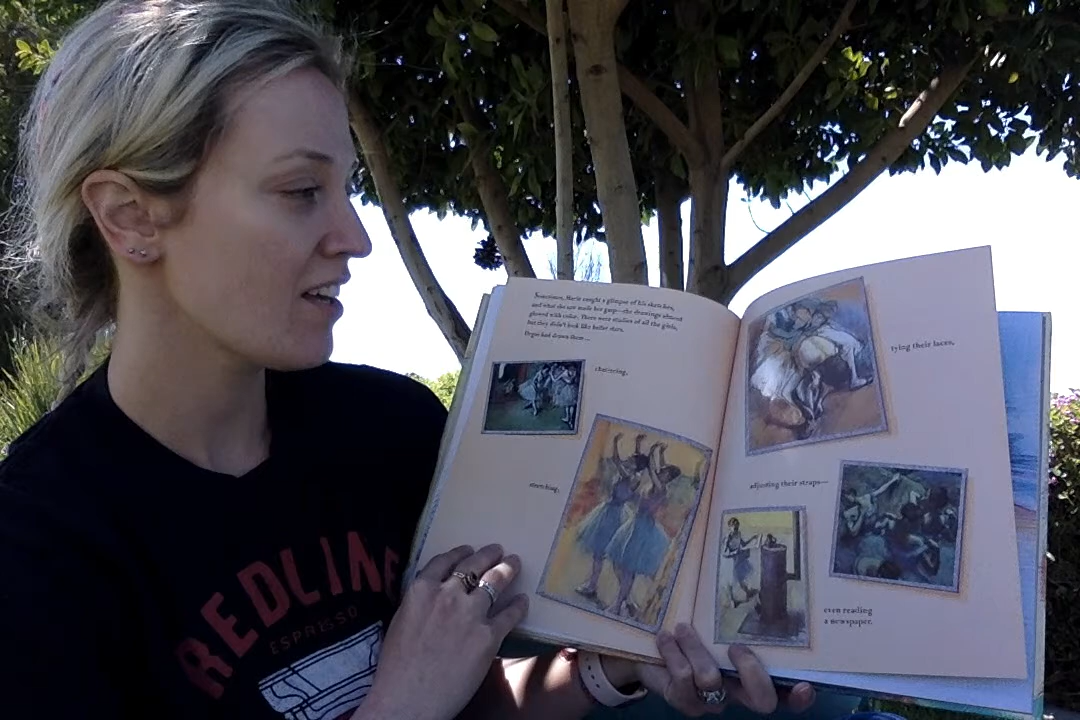 Sometimes, Marie caught a glimpse of his sketches,
and what she saw made her gasp—the drawings almost
glowed with color. There were studies of all the girls,
but they didn't look like ballet stars.
Degas had drawn them ...
chattering,
stretching,
tying their laces,
adjusting their straps—
even reading
a newspaper.
REDLINE
ESPRESSO